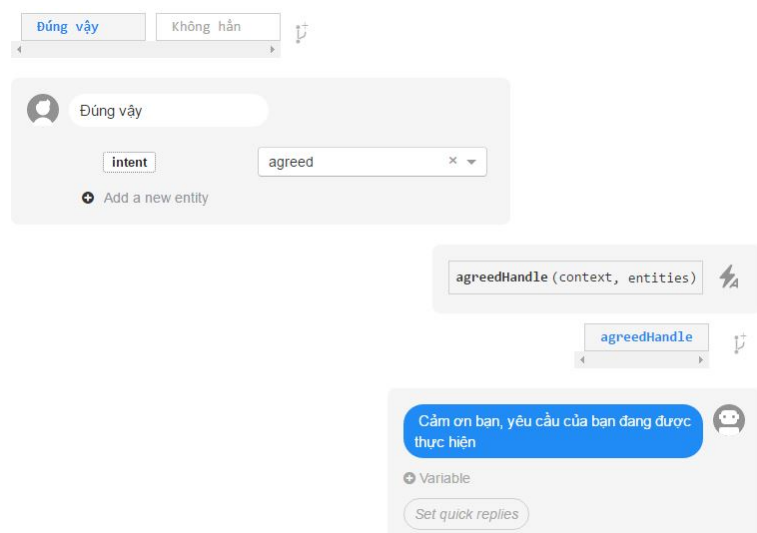 Đúng vậy
Không hẳn
Đúng vậy
intent
agreed
Add a new entity
agreedHandle(context, entities)
agreedHandle
Cảm ơn bạn, yêu cầu của bạn đang được
thực hiện
Variable
Set quick replies